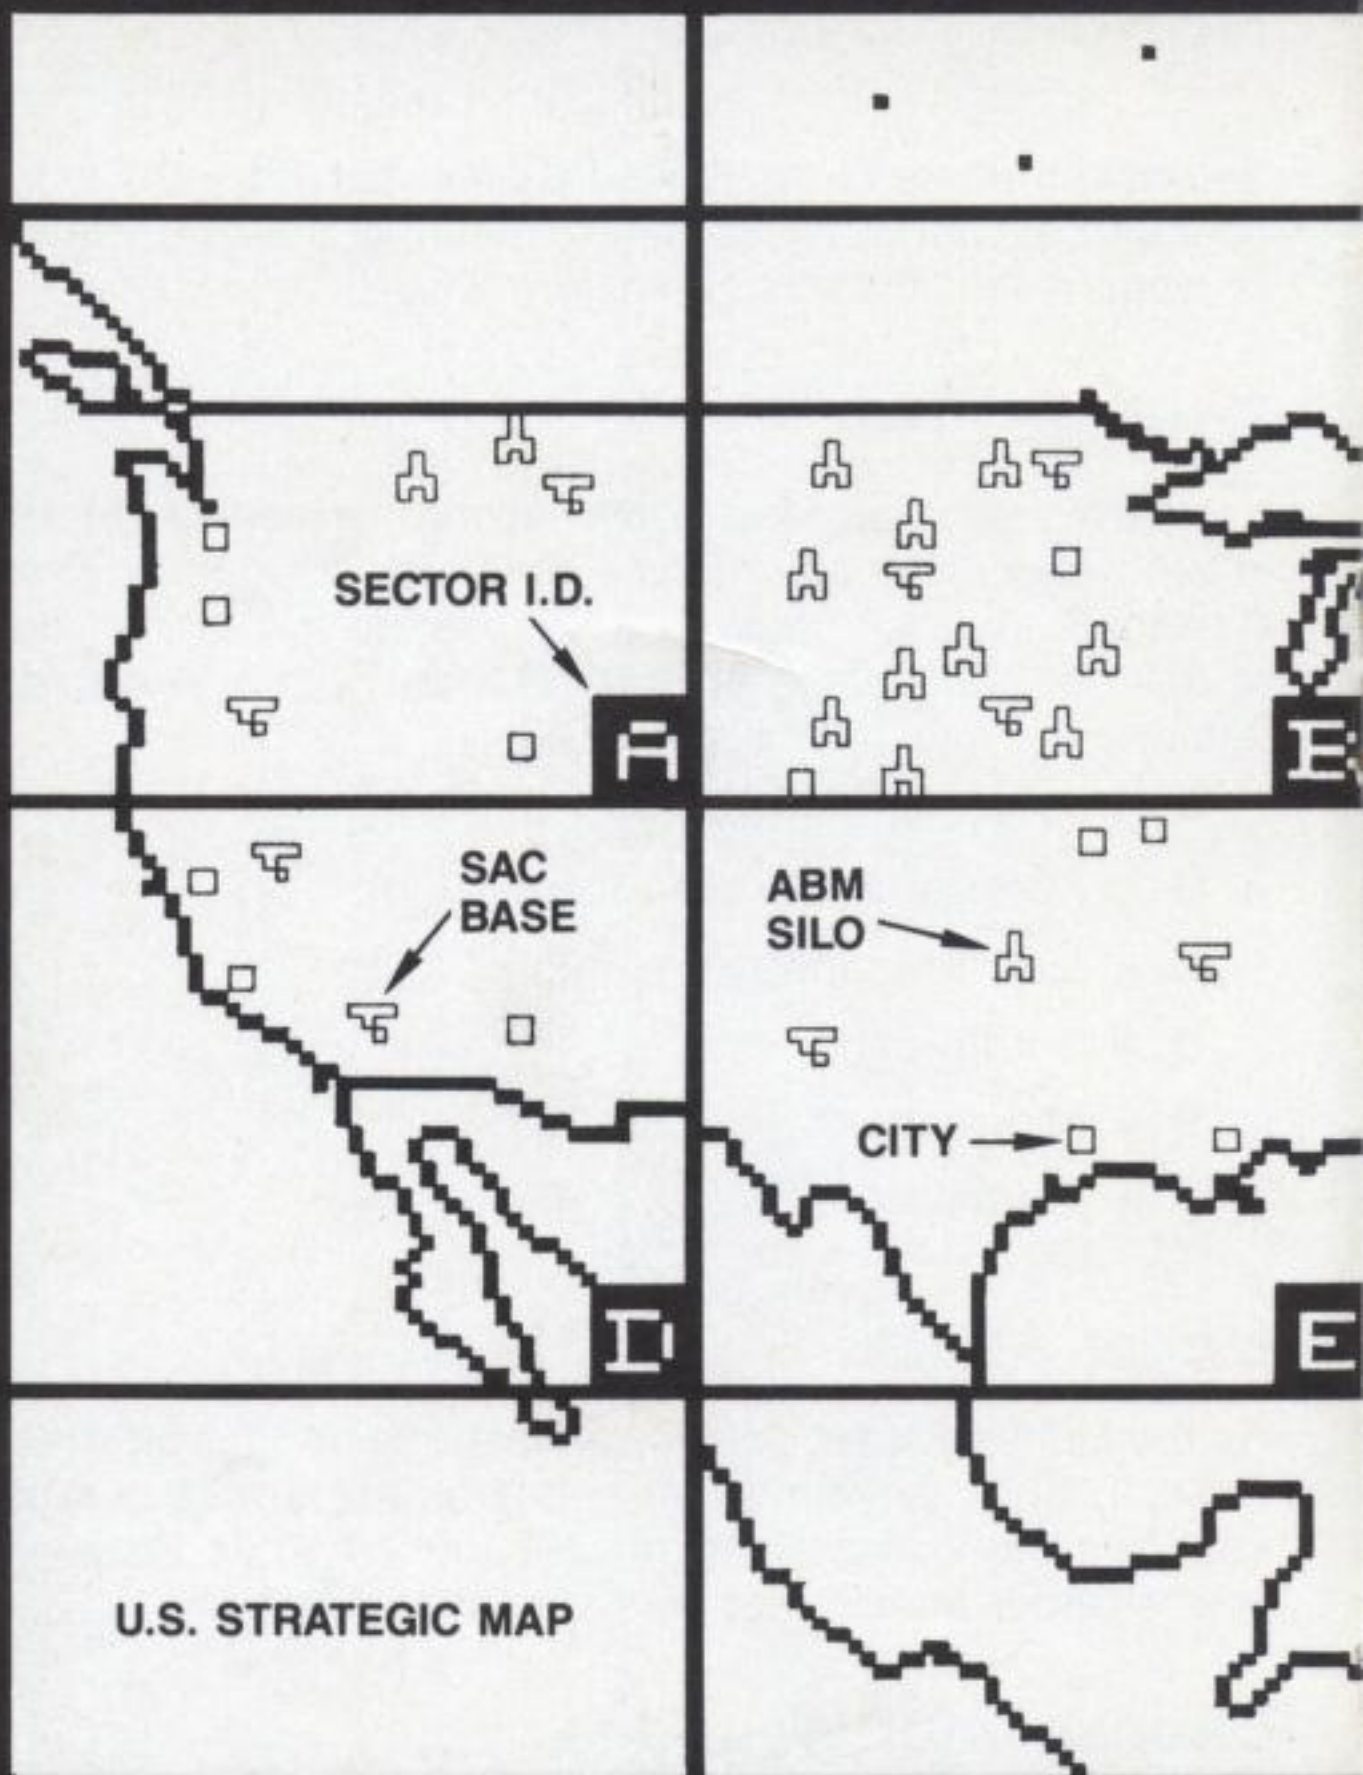 SECTOR I.D.
A
B
SAC
BASE
ABM
SILO
CITY
D
E
U.S. STRATEGIC MAP